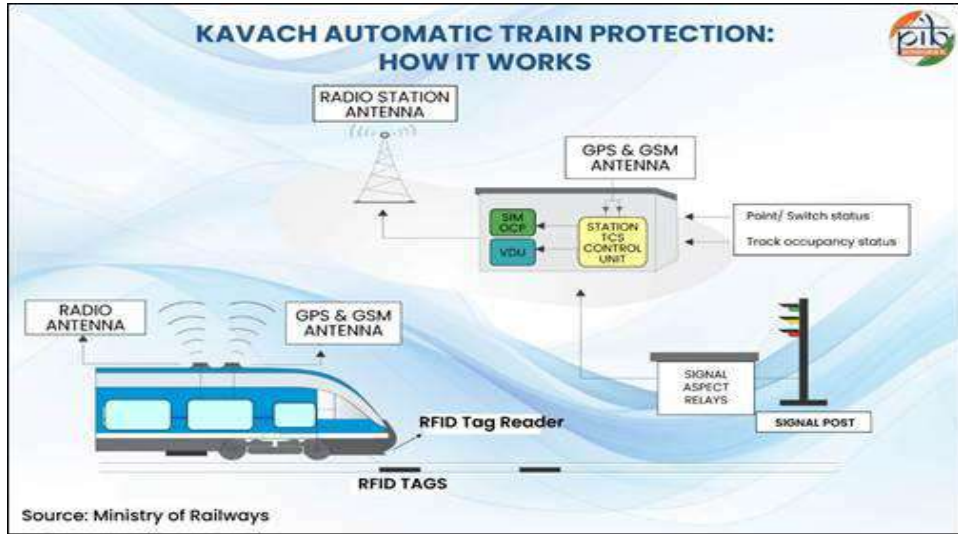 KAVACH AUTOMATIC TRAIN PROTECTION:
HOW IT WORKS
pib
RADIO STATION
ANTENNA
GPS & GSM
ANTENNA
SIM
OCP
VDU
STATION
TCS
CONTROL
UNIT
Point/ Switch status
Track occupancy status
RADIO
ANTENNA
GPS & GSM
ANTENNA
SIGNAL
ASPECT
RELAYS
SIGNAL POST
RFID Tag Reader
RFID TAGS
Source: Ministry of Railways